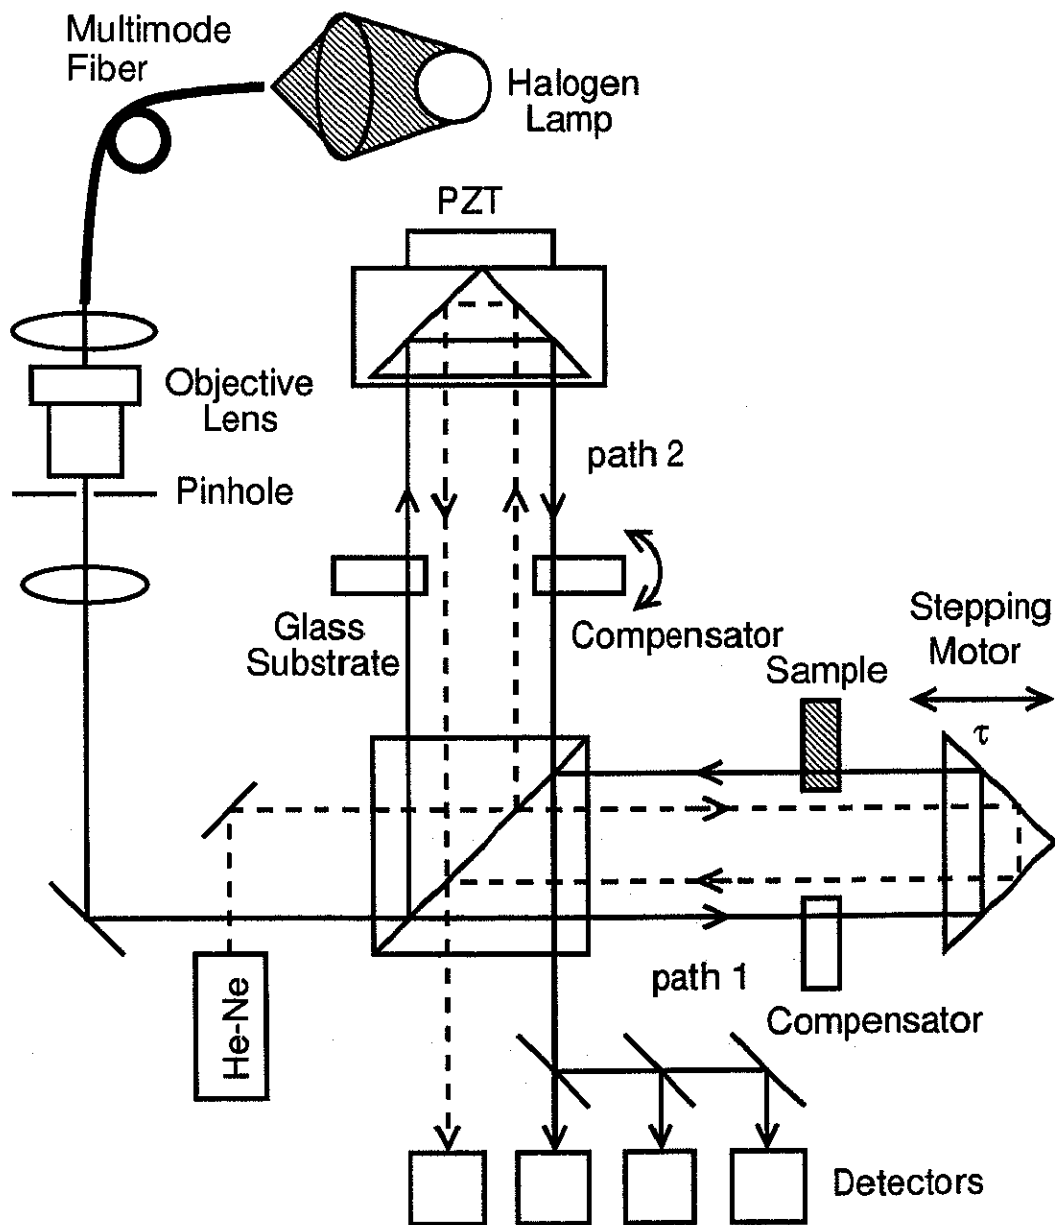 Multimode
Fiber
Halogen
Lamp
PZT
Objective
Lens
Pinhole
path 2
Glass
Substrate
Compensator
Stepping
Motor
Sample
τ
He-Ne
path 1
Compensator
Detectors